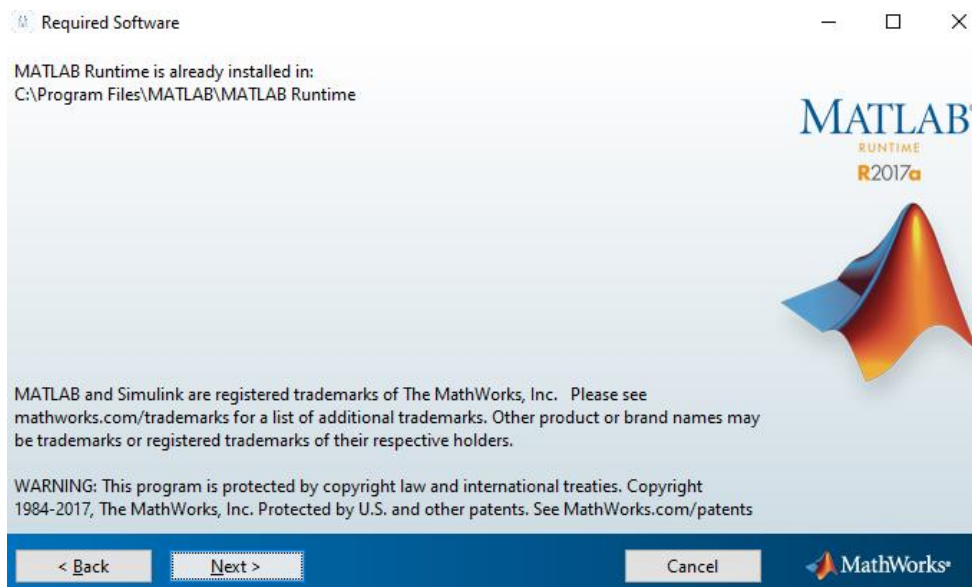 Required Software
MATLAB Runtime is already installed in:
C:\Program Files\MATLAB\MATLAB Runtime
MATLAB®
RUNTIME
R2017a
MATLAB and Simulink are registered trademarks of The MathWorks, Inc. Please see
mathworks.com/trademarks for a list of additional trademarks. Other product or brand names may
be trademarks or registered trademarks of their respective holders.
WARNING: This program is protected by copyright law and international treaties. Copyright
1984-2017, The MathWorks, Inc. Protected by U.S. and other patents. See MathWorks.com/patents
< Back
Next >
Cancel
MathWorks®